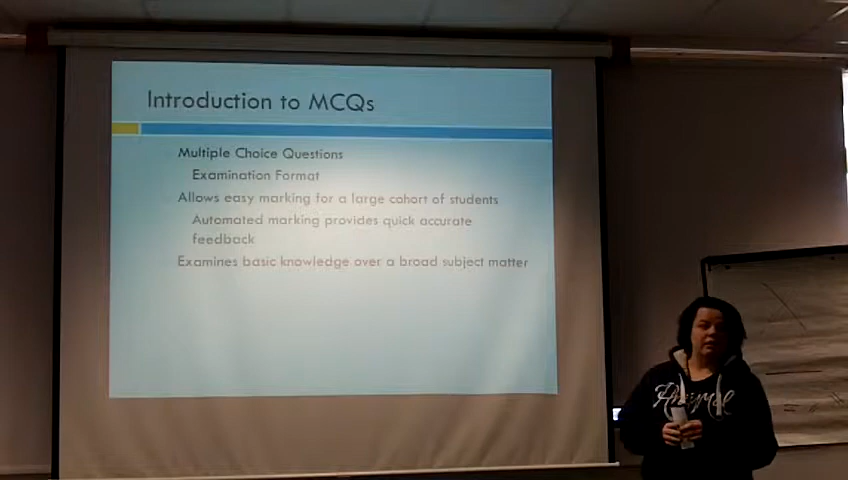 Introduction to MCQs
Multiple Choice Questions
Examination Format
Allows easy marking for a large cohort of students
Automated marking provides quick accurate
feedback
Examines basic knowledge over a broad subject matter
Animal